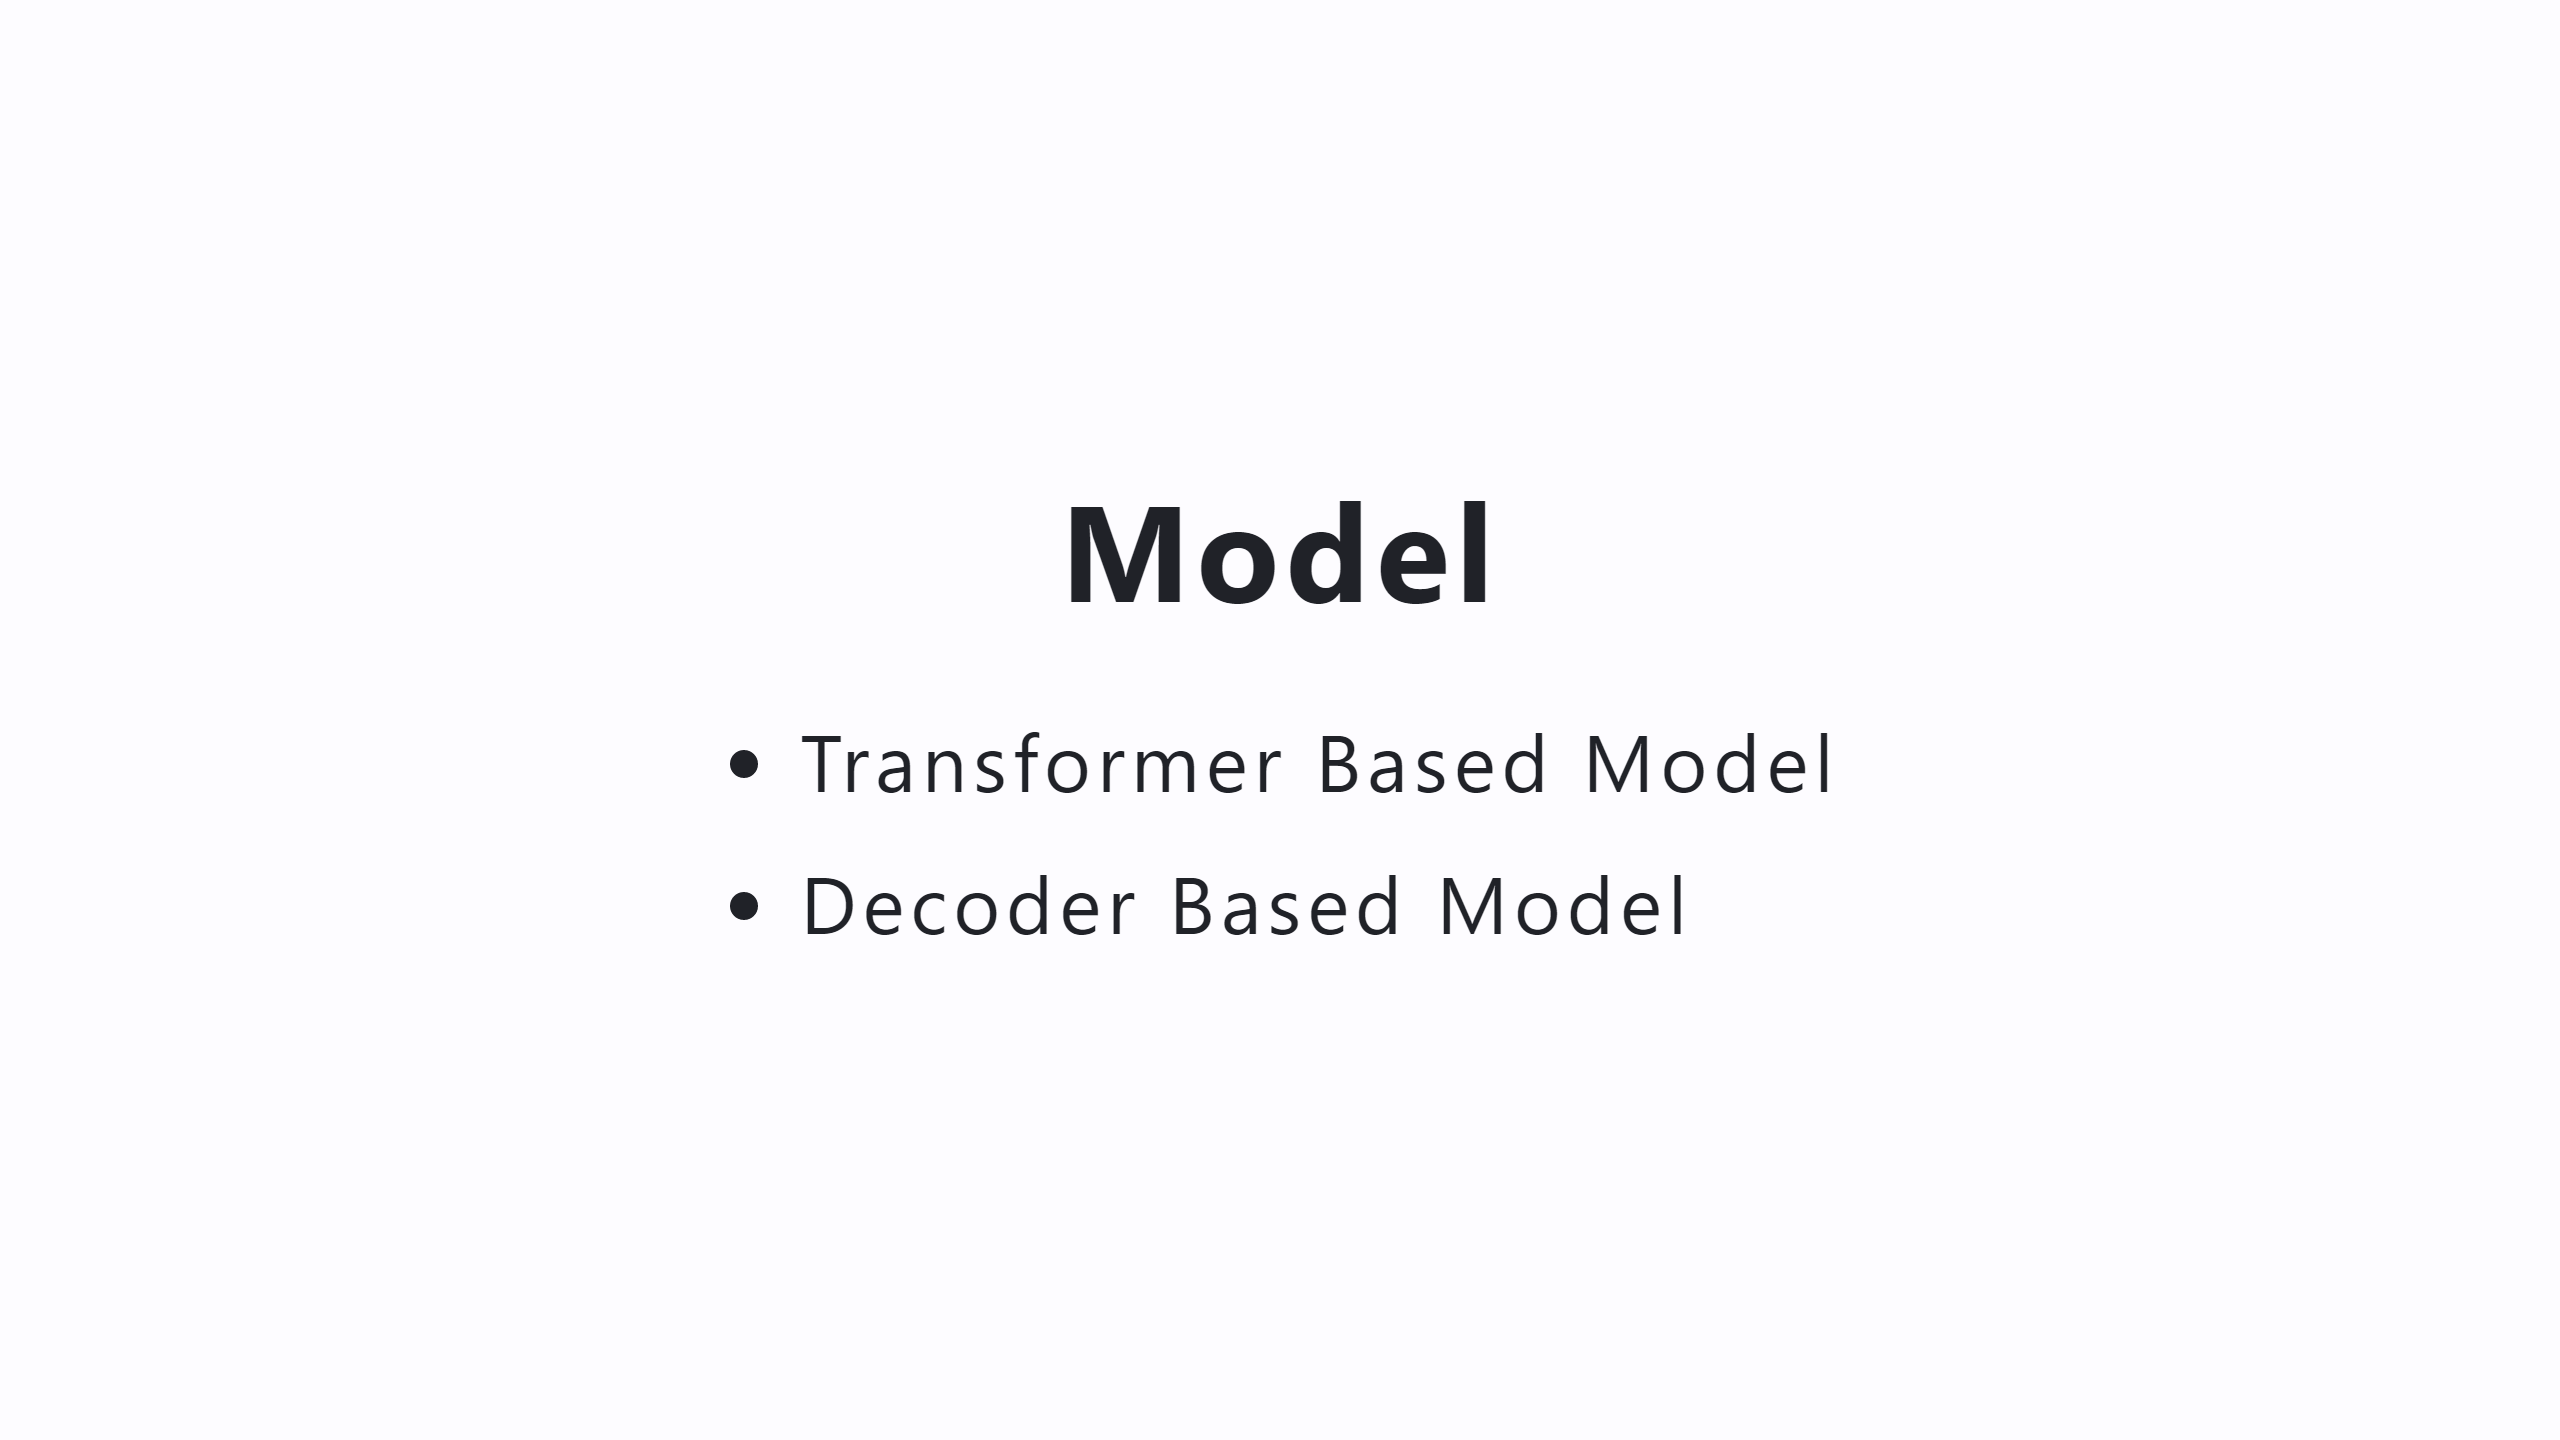 Model
• Transformer Based Model
• Decoder Based Model